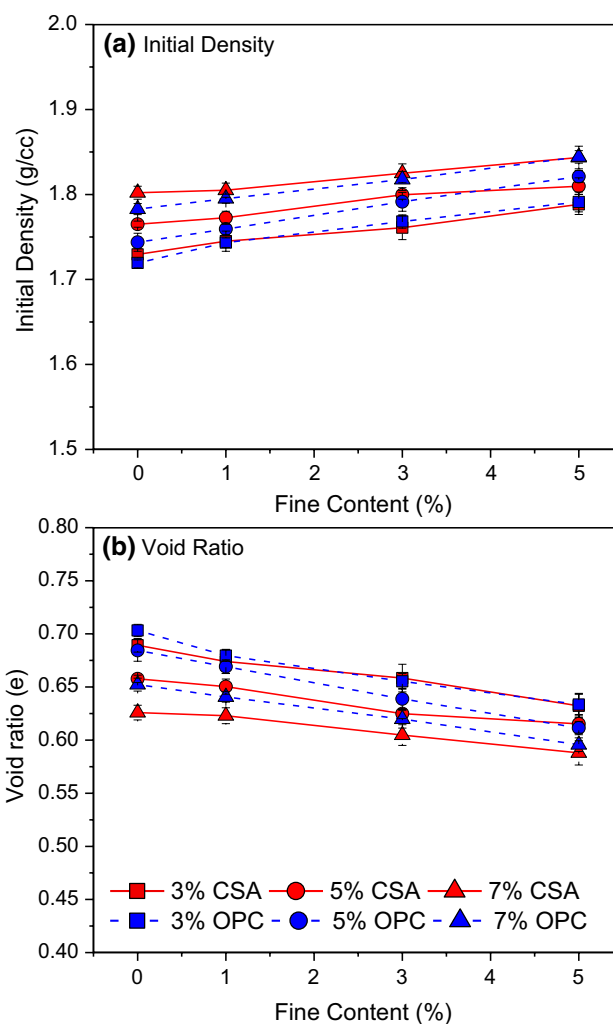 (a) Initial Density
2.0
1.9
1.8
1.7
1.6
1.5
Initial Density (g/cc)
0 1 2 3 4 5
Fine Content (%)
(b) Void Ratio
0.80
0.75
0.70
0.65
0.60
0.55
0.50
0.45
0.40
Void ratio (e)
3% CSA 5% CSA 7% CSA
3% OPC 5% OPC 7% OPC
0 1 2 3 4 5
Fine Content (%)